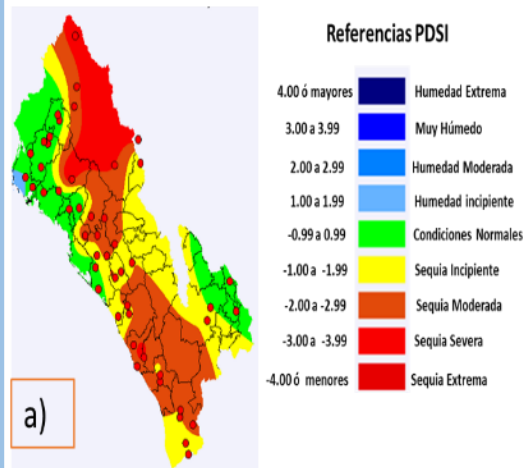 Referencias PDSI
4.00 ó mayores Humedad Extrema
3.00 a 3.99 Muy Húmedo
2.00 a 2.99 Humedad Moderada
1.00 a 1.99 Humedad incipiente
-0.99 a 0.99 Condiciones Normales
-1.00 a -1.99 Sequia Incipiente
-2.00 a -2.99 Sequia Moderada
-3.00 a -3.99 Sequia Severa
-4.00 ó menores Sequia Extrema
a)